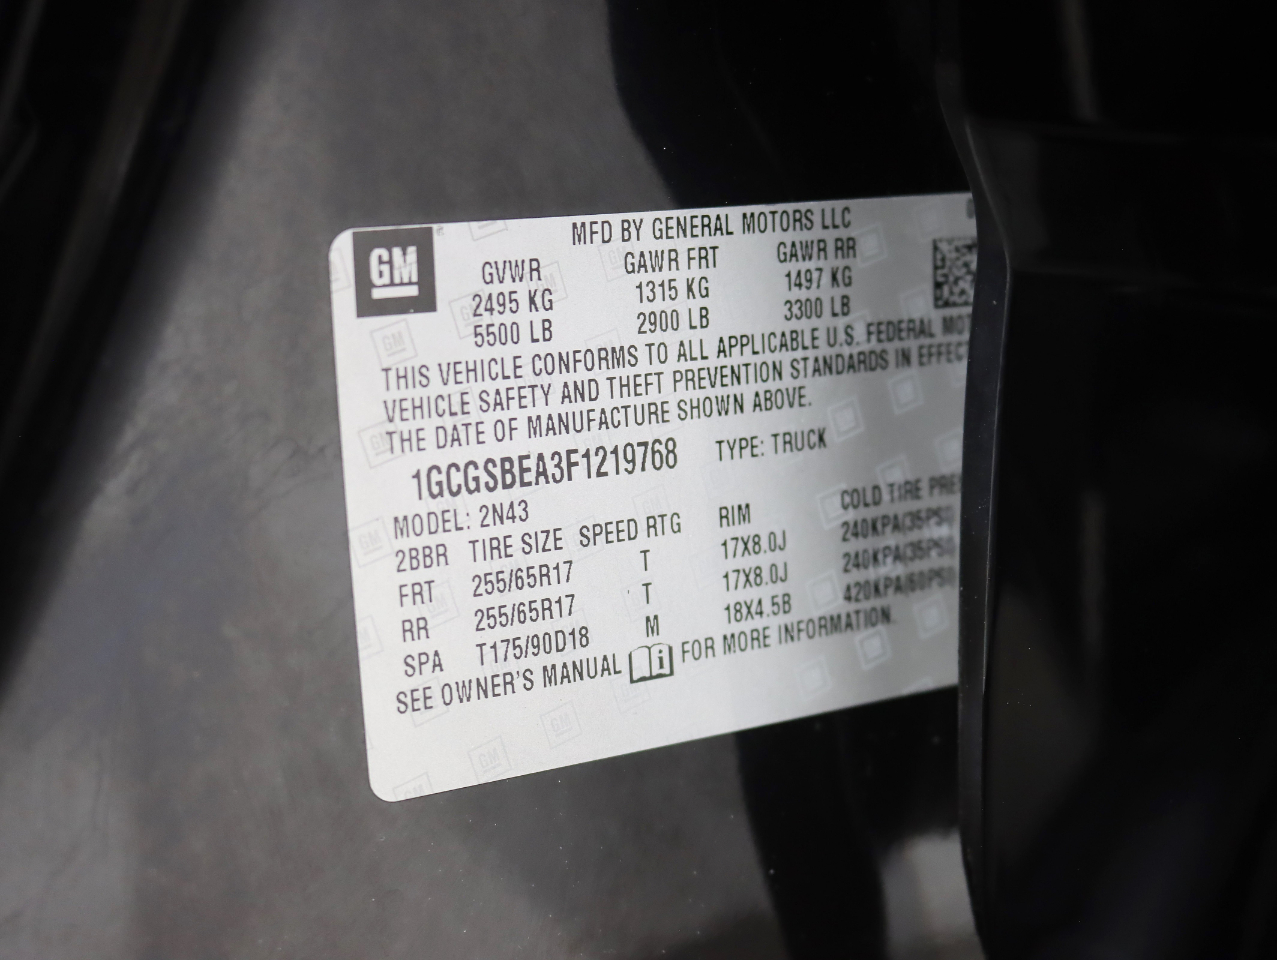 GM
MFD BY GENERAL MOTORS LLC
GVWR GAWR FRT GAWR RR
2495 KG 1315 KG 1497 KG
5500 LB 2900 LB 3300 LB
THIS VEHICLE CONFORMS TO ALL APPLICABLE U.S. FEDERAL MOT
VEHICLE SAFETY AND THEFT PREVENTION STANDARDS IN EFFECT
THE DATE OF MANUFACTURE SHOWN ABOVE.
1GCGSBEA3F1219768 TYPE: TRUCK
MODEL: 2N43
2BBR TIRE SIZE SPEED RTG RIM COLD TIRE PRE
FRT 255/65R17 T 17X8.0J 240KPA(35PSI)
RR 255/65R17 T 17X8.0J 240KPA(35PSI)
SPA T175/90D18 M 18X4.5B 420KPA(60PSI)
SEE OWNER'S MANUAL FOR MORE INFORMATION.